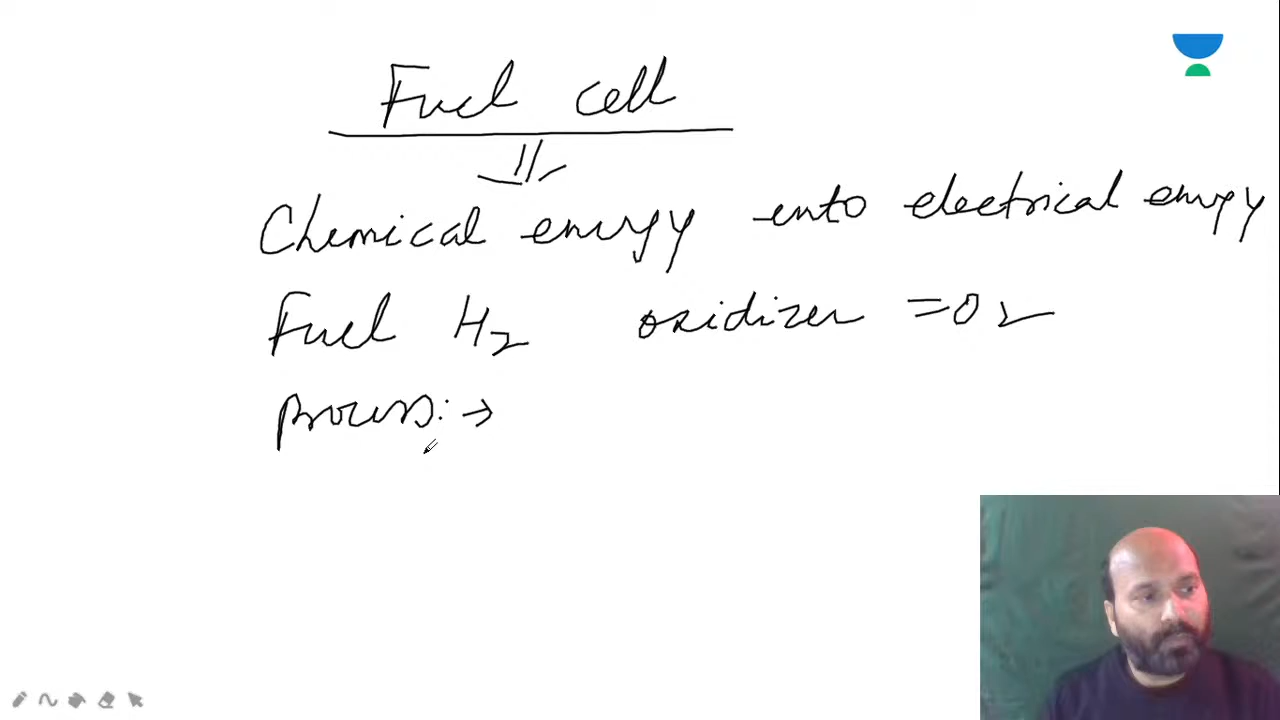 Fuel cell
Chemical energy into electrical energy
Fuel H2 oxidizer = O2
process: →